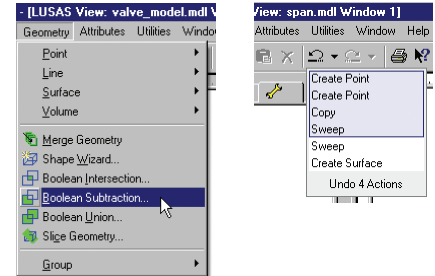 - [LUSAS View: valve_model.mdl
Geometry Attributes Utilities Windo
Point
Line
Surface
Volume
Merge Geometry
Shape Wizard...
Boolean Intersection...
Boolean Subtraction...
Boolean Union...
Slice Geometry...
Group
View: span.mdl Window 1]
Attributes Utilities Window Help
Create Point
Create Point
Copy
Sweep
Sweep
Create Surface
Undo 4 Actions